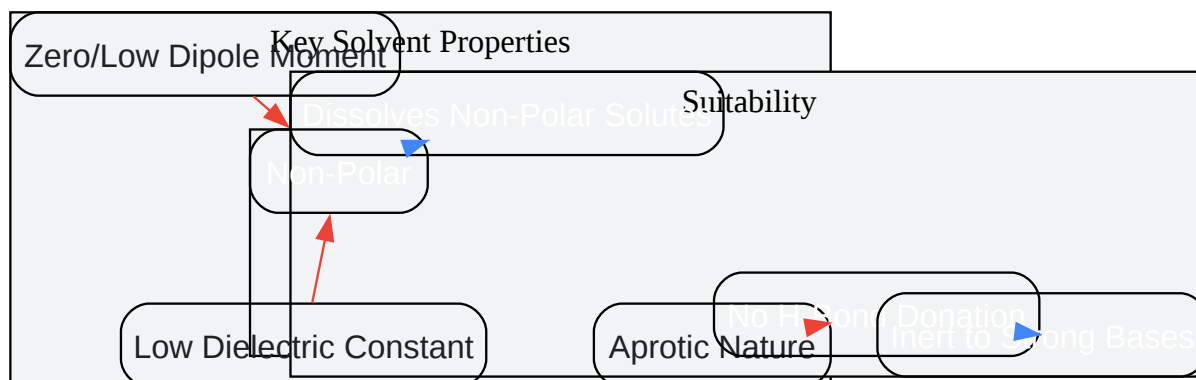 Key Solvent Properties
Zero/Low Dipole Moment
Suitability
Dissolves Non-Polar Solutes
Non-Polar
No H-Bond Donation
Inert to Strong Bases
Low Dielectric Constant
Aprotic Nature